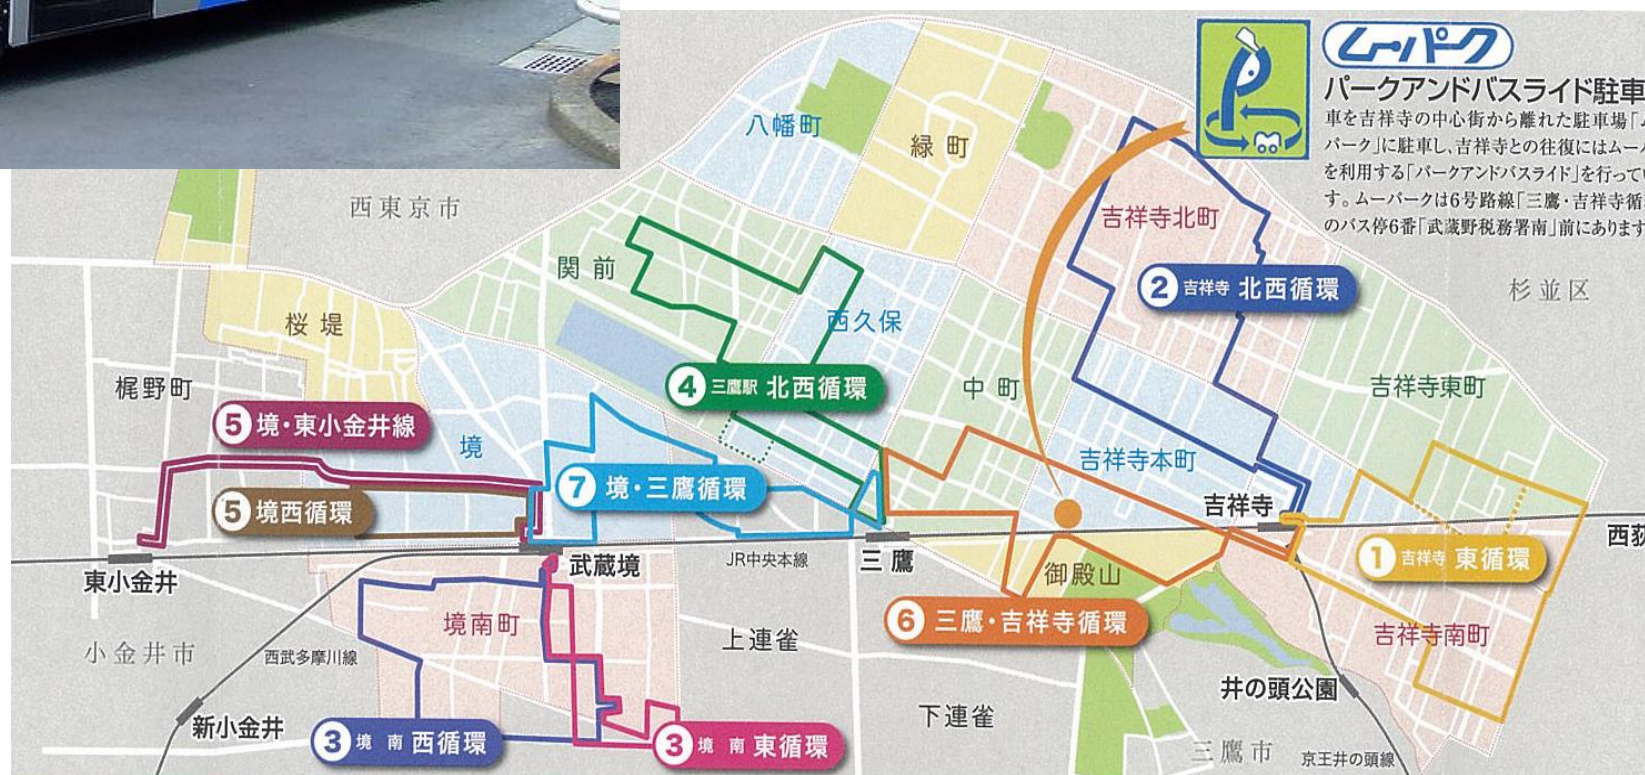 ムーパーク
パークアンドバスライド駐車
車を吉祥寺の中心街から離れた駐車場「ム
パーク」に駐車し、吉祥寺との往復にはムーバ
を利用する「パークアンドバスライド」を行ってい
す。ムーパークは6号路線「三鷹・吉祥寺循
のバス停6番「武蔵野税務署南」前にあります
八幡町
緑町
西東京市
吉祥寺北町
関前
2 吉祥寺 北西循環
杉並区
桜堤
西久保
梶野町
4 三鷹駅 北西循環
中町
吉祥寺東町
5 境・東小金井線
境
吉祥寺本町
7 境・三鷹循環
5 境西循環
吉祥寺
西荻
東小金井
武蔵境
JR中央本線
三鷹
御殿山
1 吉祥寺 東循環
小金井市
西武多摩川線
境南町
上連雀
6 三鷹・吉祥寺循環
吉祥寺南町
新小金井
下連雀
井の頭公園
3 境南 西循環
3 境南 東循環
三鷹市
京王井の頭線